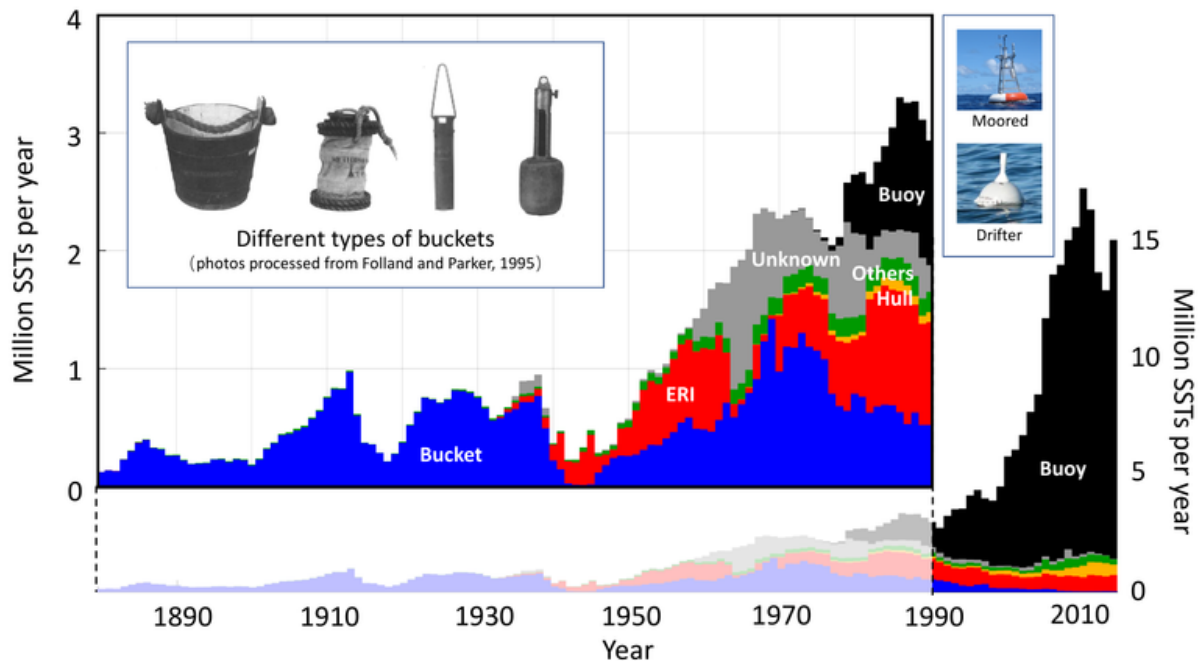 4
3
2
1
0
Million SSTs per year
Different types of buckets
(photos processed from Folland and Parker, 1995)
Moored
Drifter
Buoy
Unknown
Others
Hull
ERI
Bucket
Buoy
15
10
5
0
Million SSTs per year
1890
1910
1930
1950
1970
1990
2010
Year